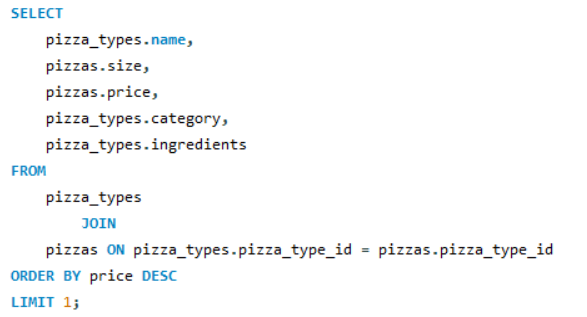 SELECT
pizza_types.name,
pizzas.size,
pizzas.price,
pizza_types.category,
pizza_types.ingredients
FROM
pizza_types
JOIN
pizzas ON pizza_types.pizza_type_id = pizzas.pizza_type_id
ORDER BY price DESC
LIMIT 1;